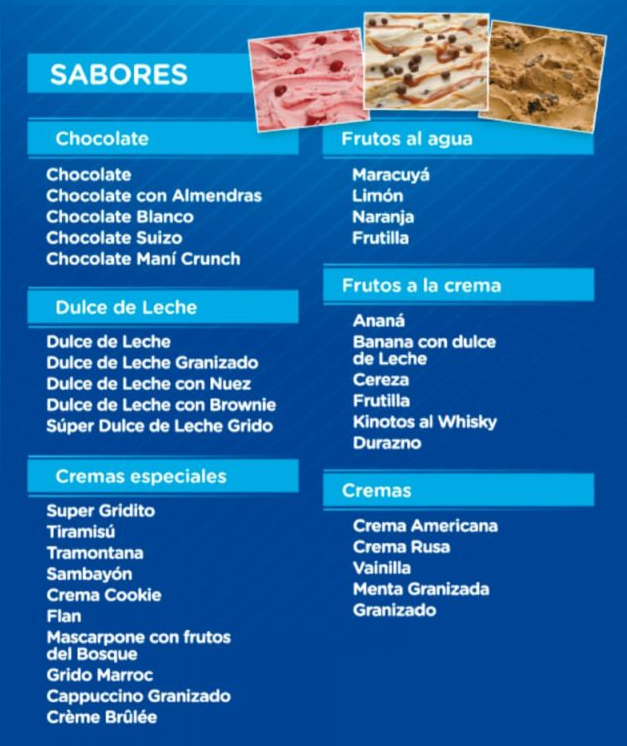 SABORES
Chocolate
Chocolate
Chocolate con Almendras
Chocolate Blanco
Chocolate Suizo
Chocolate Maní Crunch
Dulce de Leche
Dulce de Leche
Dulce de Leche Granizado
Dulce de Leche con Nuez
Dulce de Leche con Brownie
Súper Dulce de Leche Grido
Cremas especiales
Super Gridito
Tiramisú
Tramontana
Sambayón
Crema Cookie
Flan
Mascarpone con frutos
del Bosque
Grido Marroc
Cappuccino Granizado
Crème Brûlée
Frutos al agua
Maracuyá
Limón
Naranja
Frutilla
Frutos a la crema
Ananá
Banana con dulce
de Leche
Cereza
Frutilla
Kinotos al Whisky
Durazno
Cremas
Crema Americana
Crema Rusa
Vainilla
Menta Granizada
Granizado